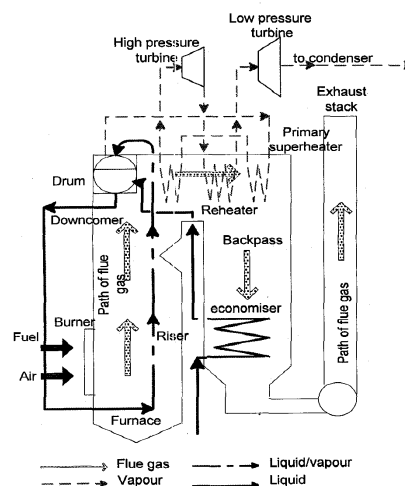 Low pressure
turbine
High pressure
turbine
to condenser
Exhaust
stack
Primary
superheater
Drum
Reheater
Downcomer
Backpass
Path of flue
gas
economiser
Burner
Fuel
Riser
Air
Path of flue gas
Furnace
Flue gas
Liquid/vapour
Vapour
Liquid